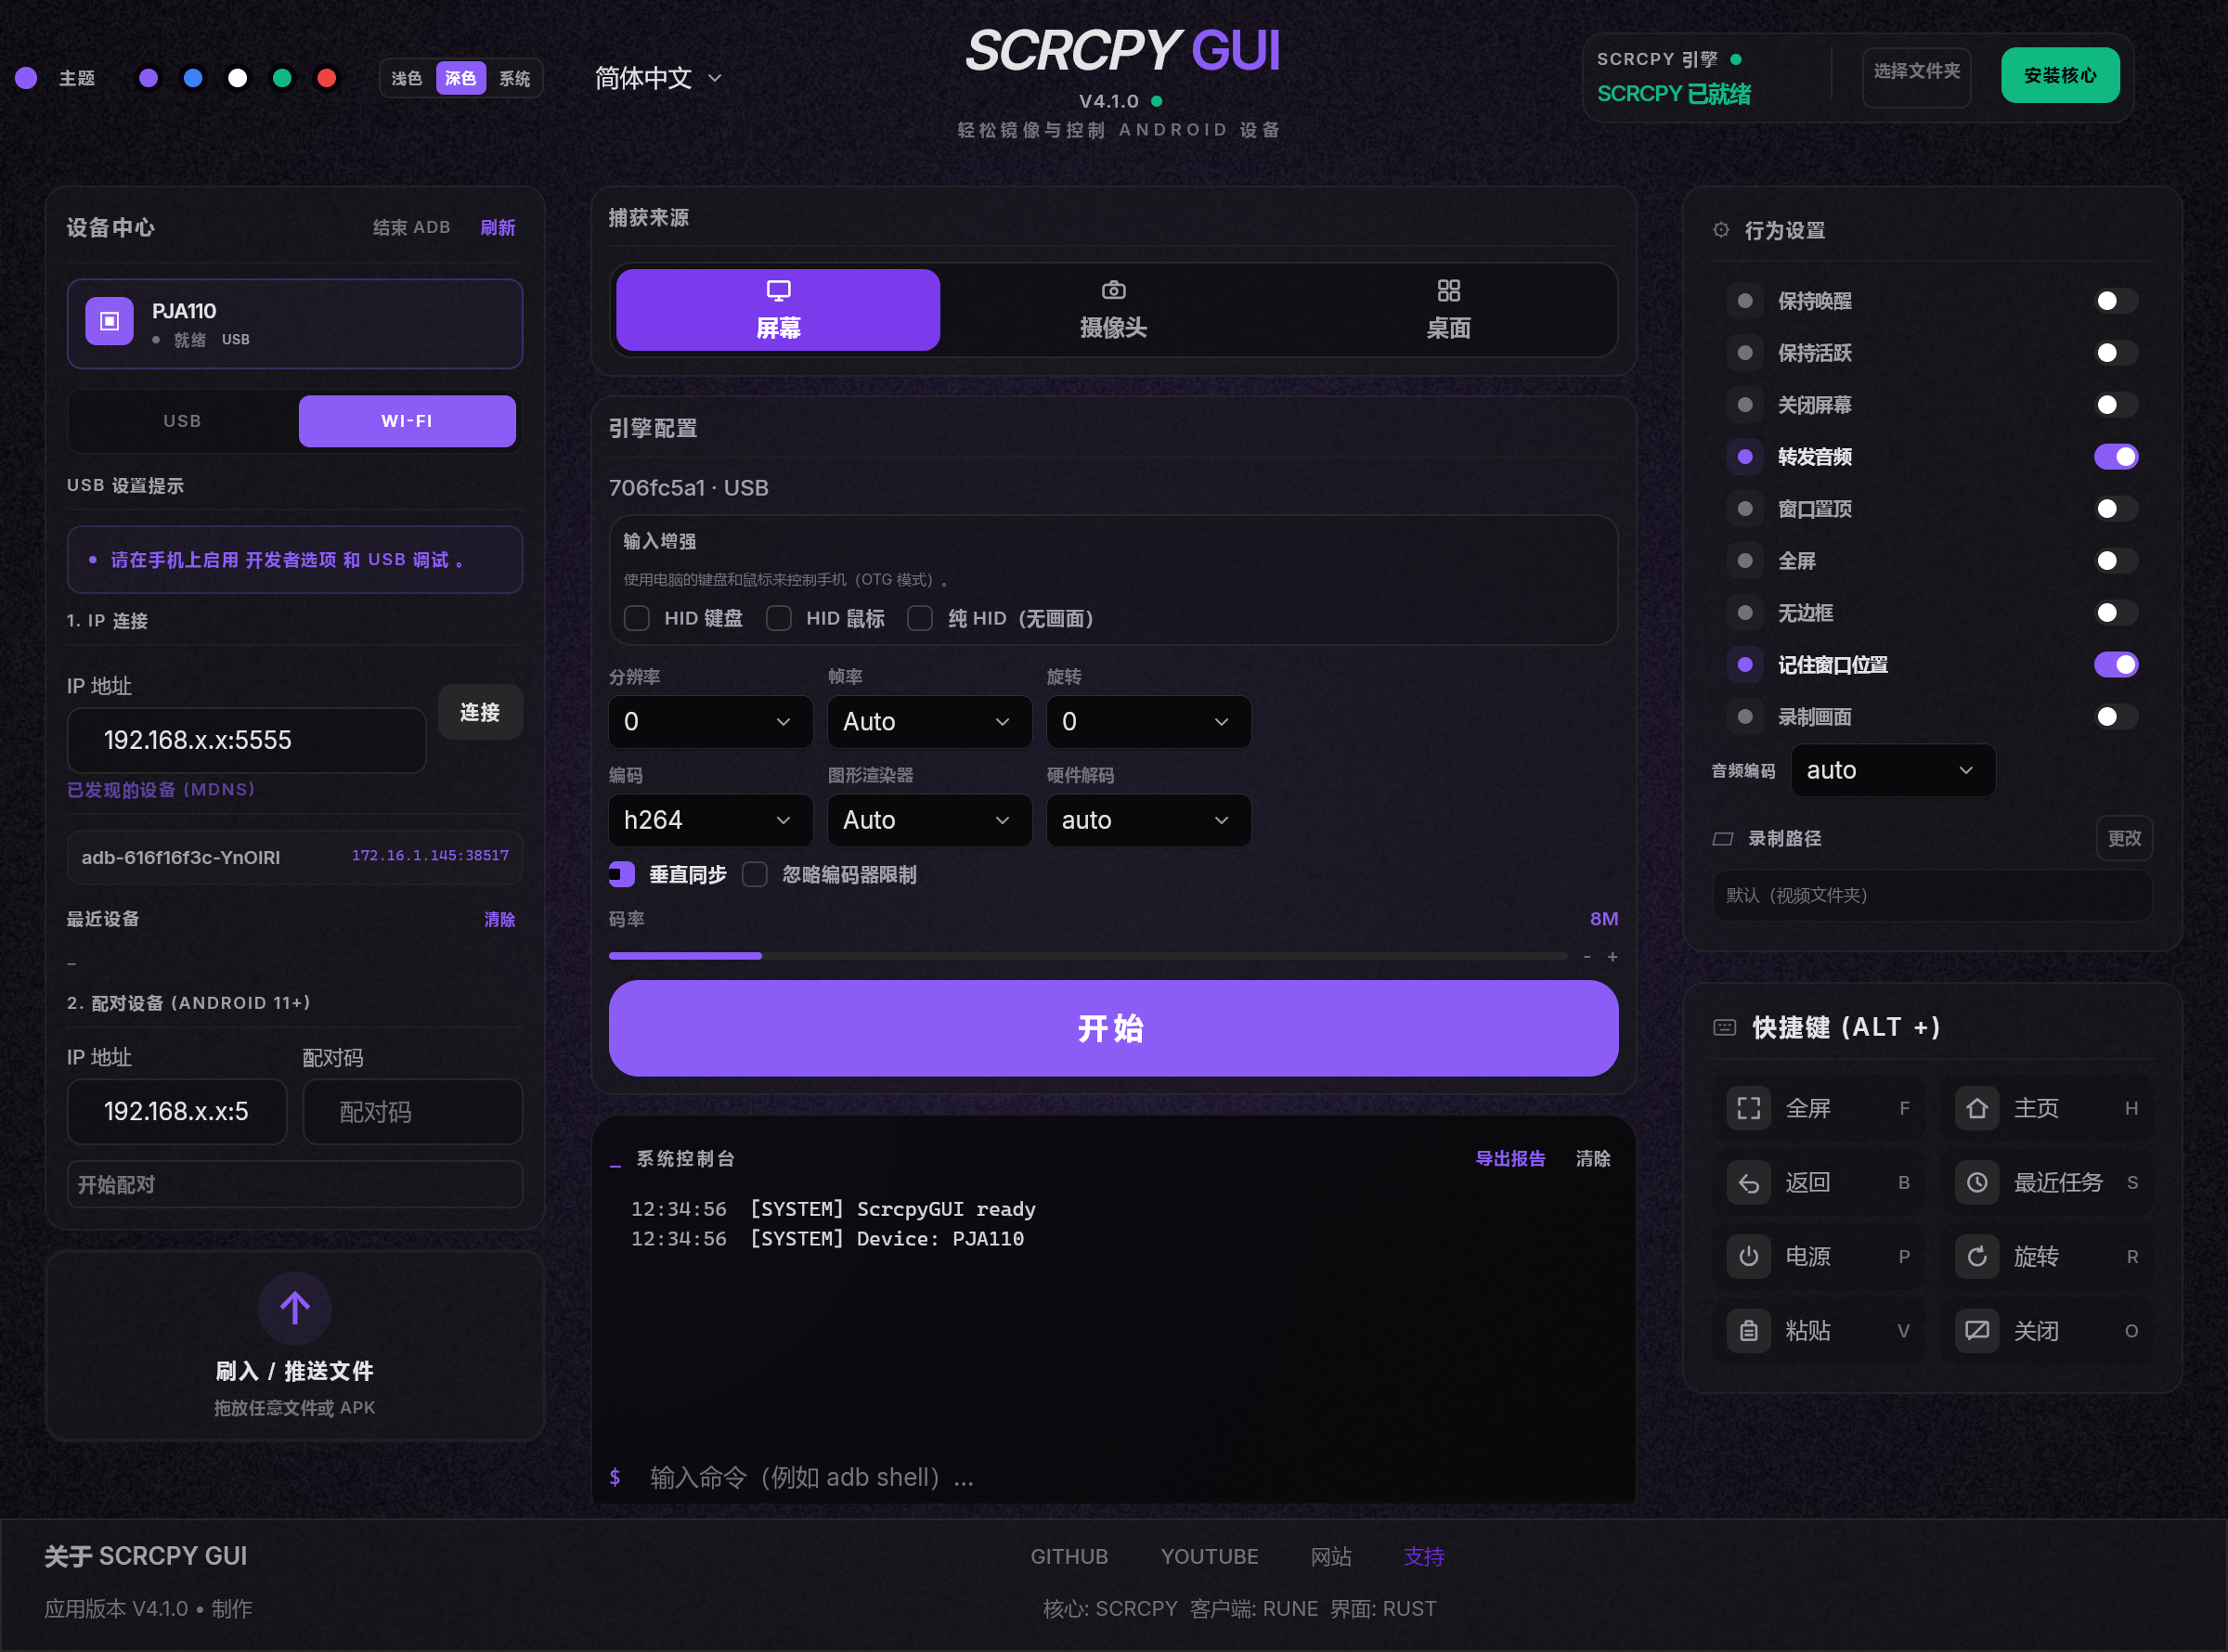 主题
浅色 深色 系统
简体中文
SCRCPY GUI
V4.1.0
轻松镜像与控制 ANDROID 设备
SCRCPY 引擎
SCRCPY 已就绪
选择文件夹
安装核心
设备中心
结束 ADB
刷新
PJA110
就绪 USB
USB
WI-FI
USB 设置提示
请在手机上启用 开发者选项 和 USB 调试 。
1. IP 连接
IP 地址
192.168.x.x:5555
连接
已发现的设备 (MDNS)
adb-616f16f3c-YnOIRI
172.16.1.145:38517
最近设备
清除
–
2. 配对设备 (ANDROID 11+)
IP 地址
配对码
192.168.x.x:5
配对码
开始配对
刷入 / 推送文件
拖放任意文件或 APK
捕获来源
屏幕
摄像头
桌面
引擎配置
706fc5a1 · USB
输入增强
使用电脑的键盘和鼠标来控制手机（OTG 模式）。
HID 键盘
HID 鼠标
纯 HID（无画面）
分辨率
帧率
旋转
0
Auto
0
编码
图形渲染器
硬件解码
h264
Auto
auto
垂直同步
忽略编码器限制
码率
8M
- +
开始
_ 系统控制台
导出报告
清除
12:34:56 [SYSTEM] ScrcpyGUI ready
12:34:56 [SYSTEM] Device: PJA110
$ 输入命令（例如 adb shell）...
行为设置
保持唤醒
保持活跃
关闭屏幕
转发音频
窗口置顶
全屏
无边框
记住窗口位置
录制画面
音频编码
auto
录制路径
更改
默认（视频文件夹）
快捷键 (ALT +)
全屏 F
主页 H
返回 B
最近任务 S
电源 P
旋转 R
粘贴 V
关闭 O
关于 SCRCPY GUI
应用版本 V4.1.0 • 制作
GITHUB
YOUTUBE
网站
支持
核心: SCRCPY 客户端: RUNE 界面: RUST